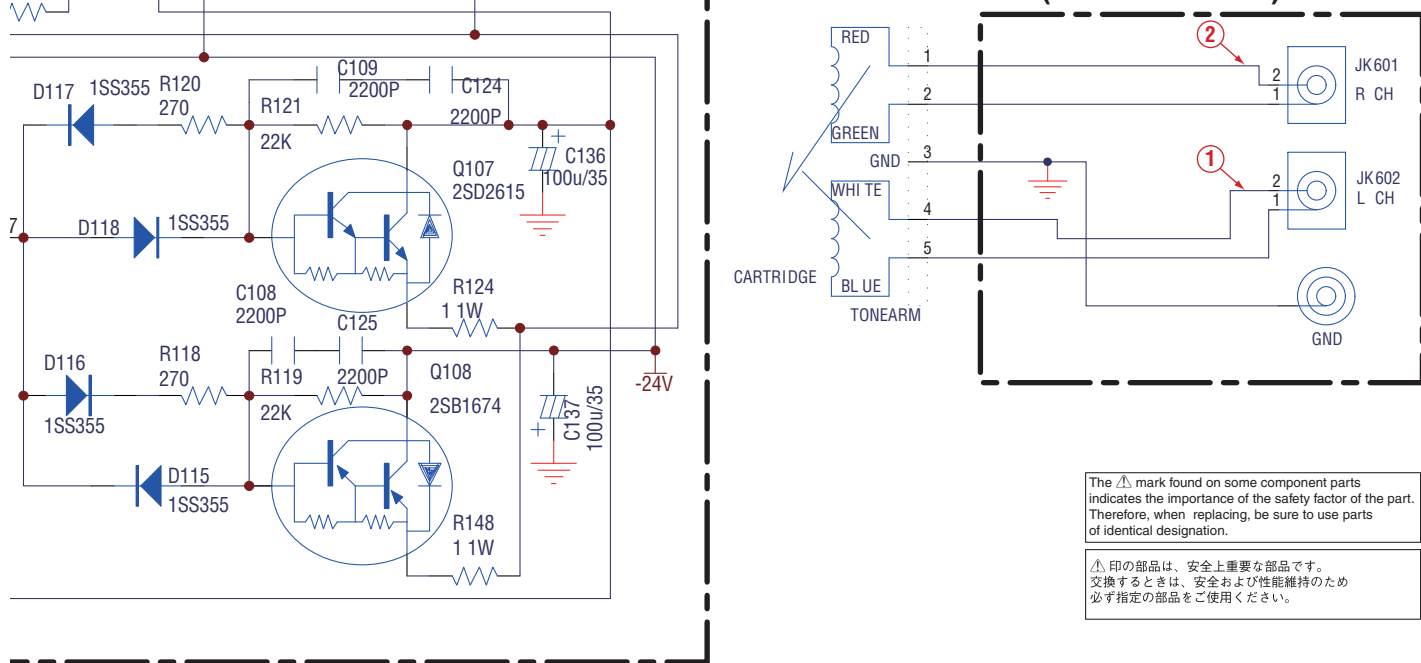 C109
2200P
C124
2200P
D117
1SS355
R120
270
R121
22K
C136
100u/35
+
Q107
2SD2615
7
D118
1SS355
R124
1 1W
C108
2200P
C125
2200P
D116
1SS355
R118
270
R119
22K
Q108
2SB1674
-24V
C137
100u/35
+
D115
1SS355
R148
1 1W
RED
1
2
GREEN
GND
3
WHI TE
4
5
BL UE
CARTRIDGE
TONEARM
2
2
1
JK601
R CH
1
2
1
JK602
L CH
GND
The ⚠ mark found on some component parts
indicates the importance of the safety factor of the part.
Therefore, when replacing, be sure to use parts
of identical designation.
⚠ 印の部品は、安全上重要な部品です。
交換するときは、安全および性能維持のため
必ず指定の部品をご使用ください。